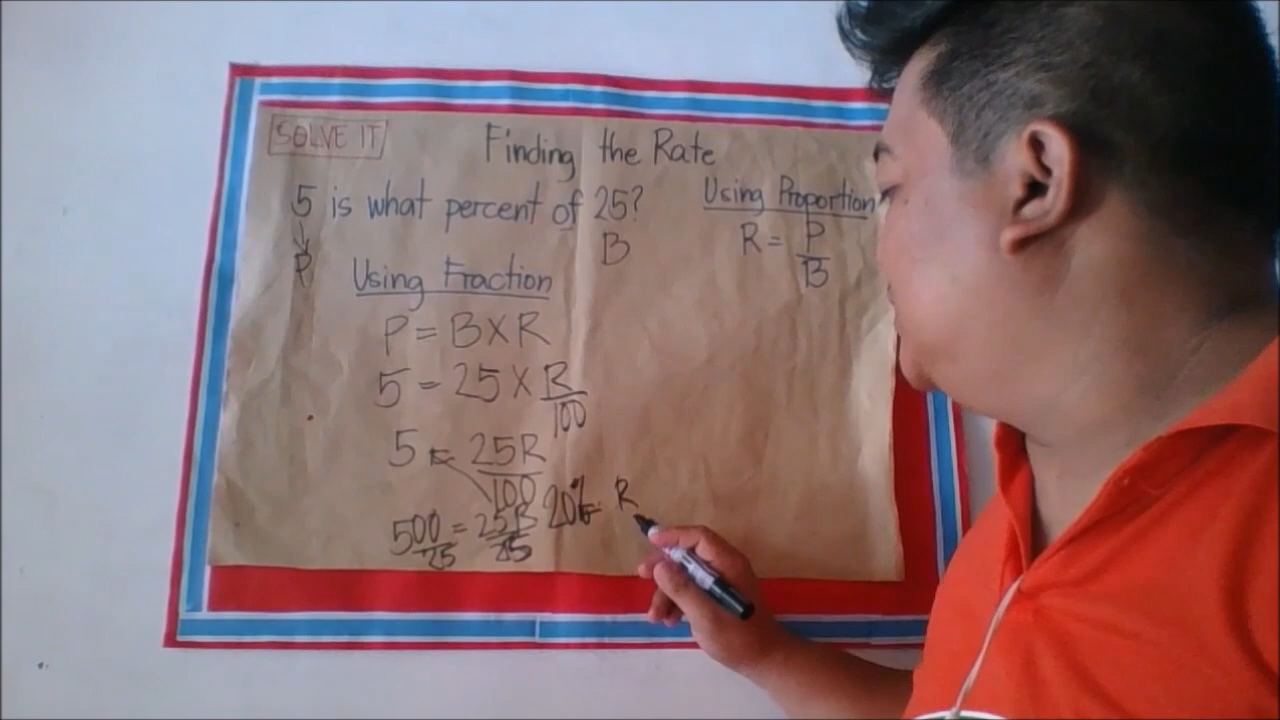 SOLVE IT
Finding the Rate
5 is what percent of 25?
P
B
Using Fraction
P = B X R
5 = 25 X R/100
5 = 25R/100
500/25 = 25R/25
20% = R
Using Proportion
R = P/B